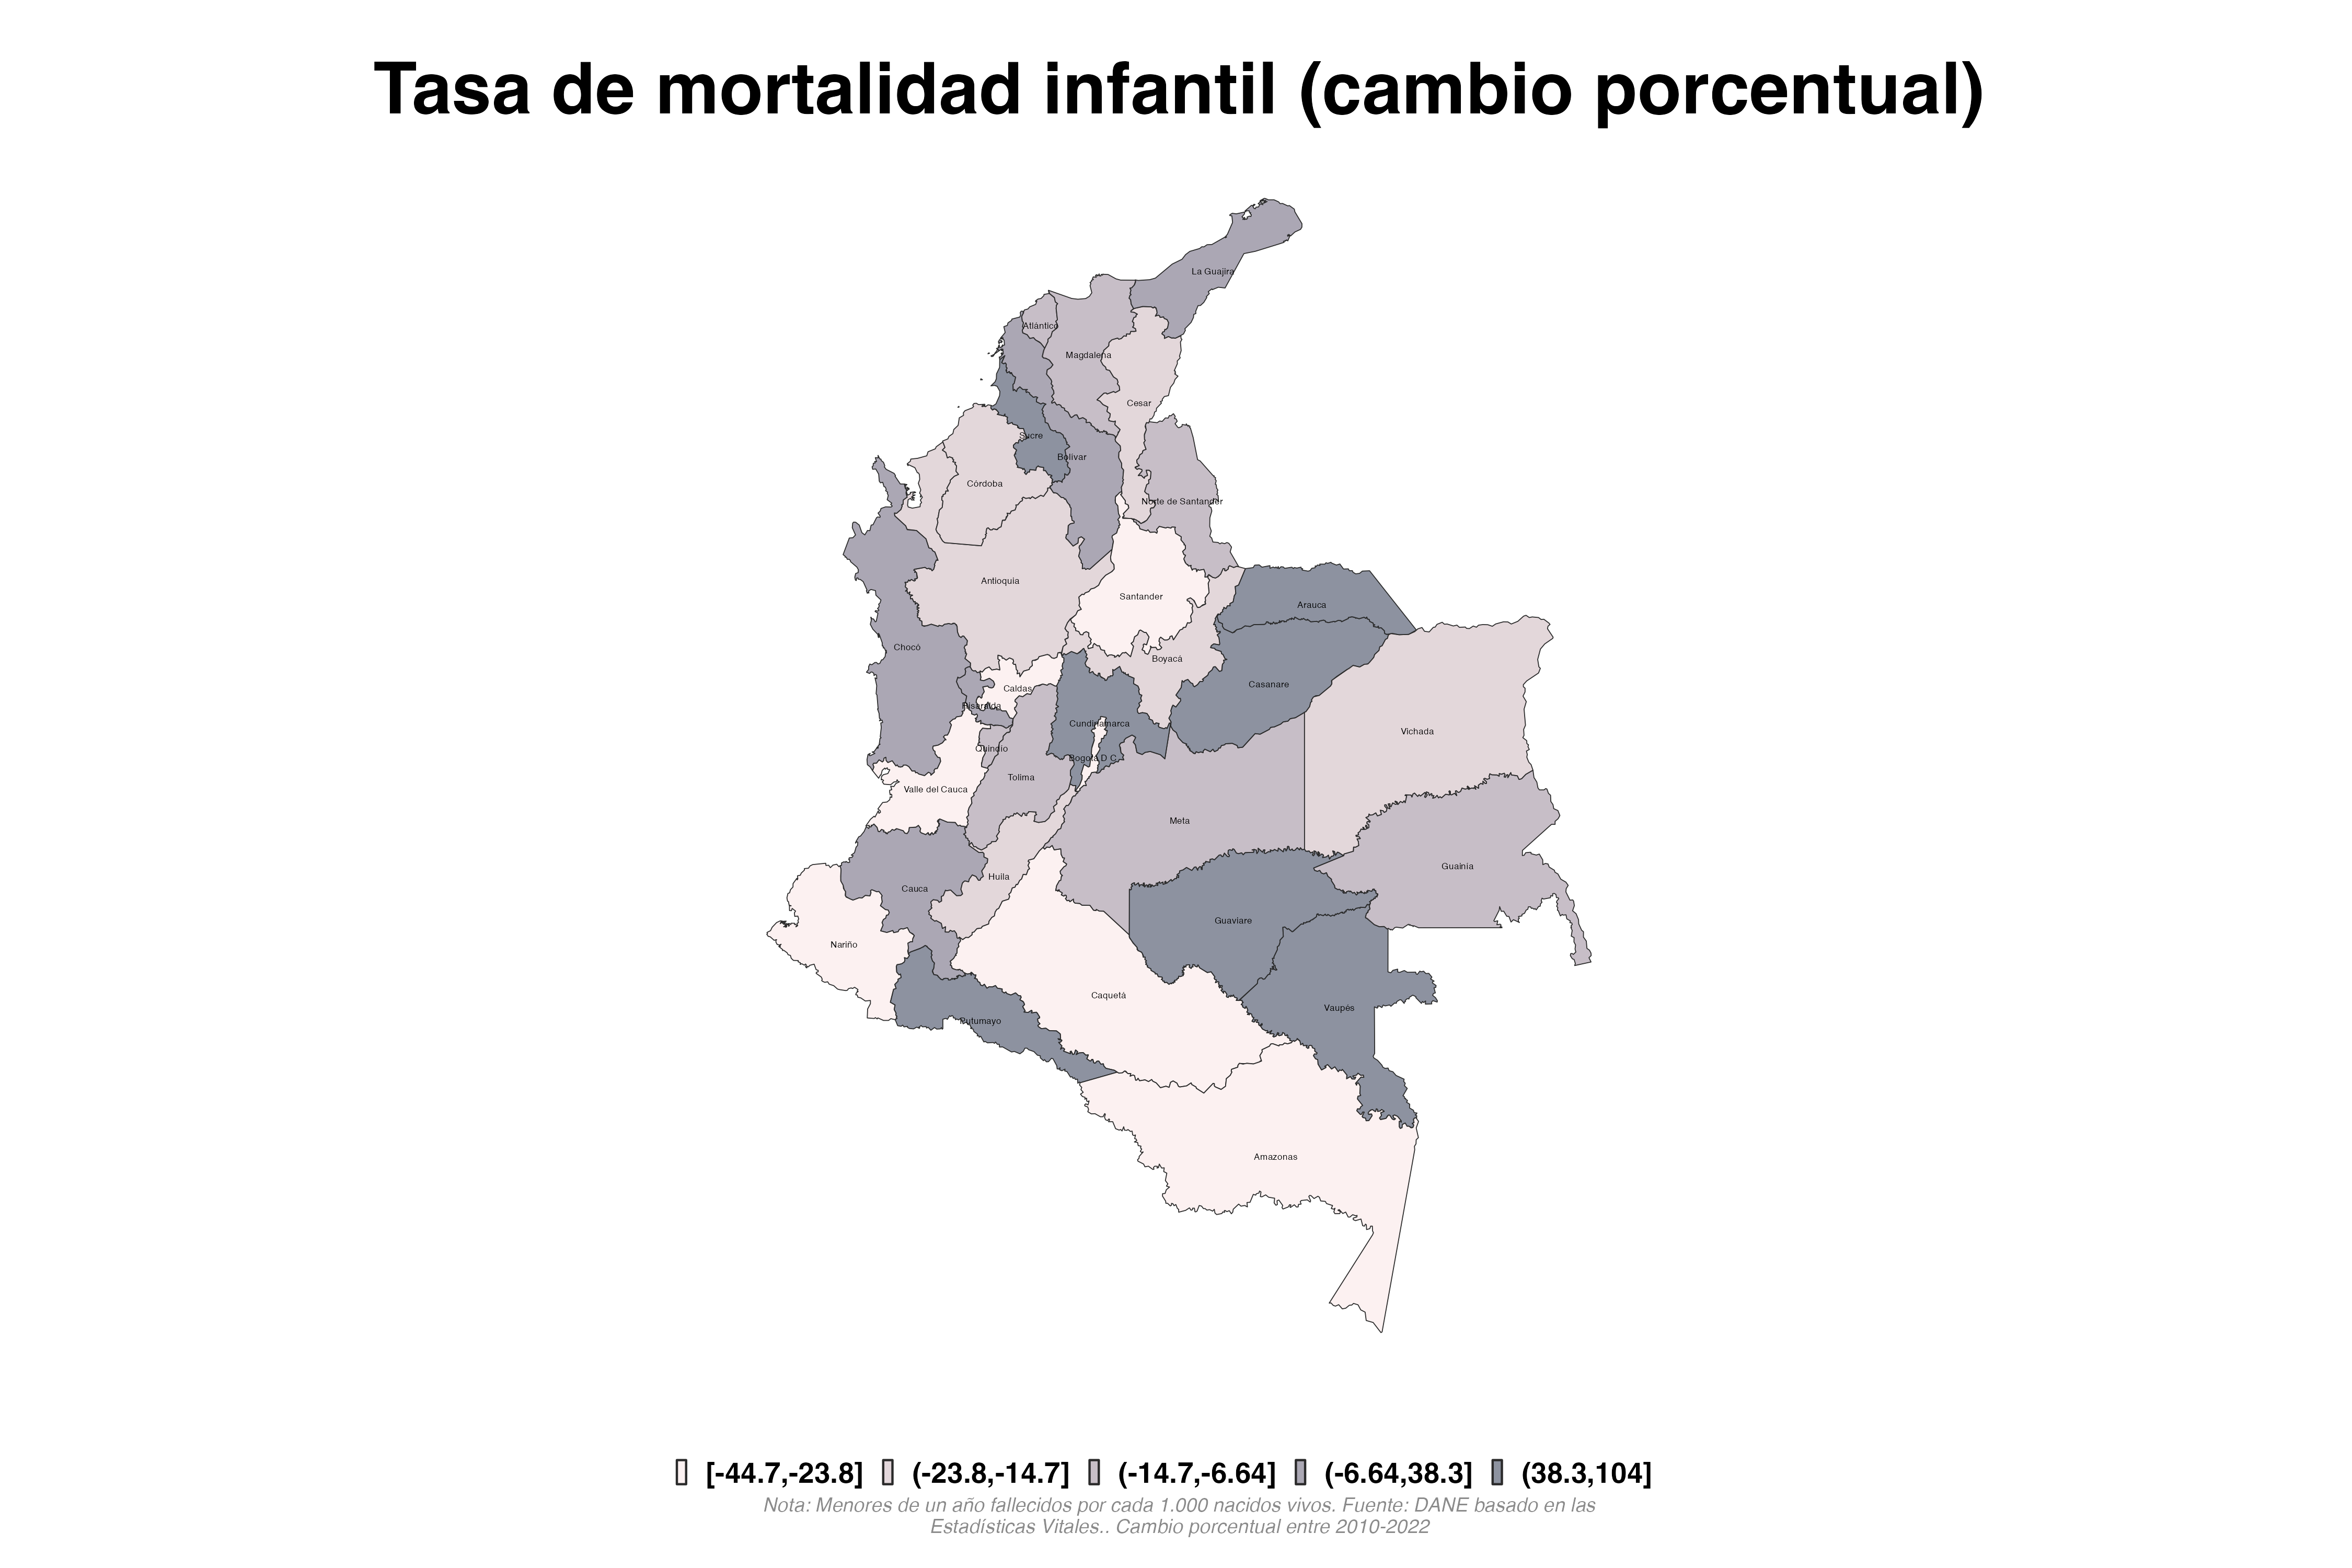 Tasa de mortalidad infantil (cambio porcentual)
La Guajira
Atlántico
Magdalena
Cesar
Sucre
Bolívar
Córdoba
Norte de Santander
Antioquia
Santander
Arauca
Chocó
Boyacá
Casanare
Caldas
Risaralda
Cundinamarca
Vichada
Quindío
Bogotá D.C.
Tolima
Valle del Cauca
Meta
Guainía
Huila
Cauca
Guaviare
Nariño
Caquetá
Vaupés
Putumayo
Amazonas
[-44.7,-23.8] (-23.8,-14.7] (-14.7,-6.64] (-6.64,38.3] (38.3,104]
Nota: Menores de un año fallecidos por cada 1.000 nacidos vivos. Fuente: DANE basado en las
Estadísticas Vitales.. Cambio porcentual entre 2010-2022